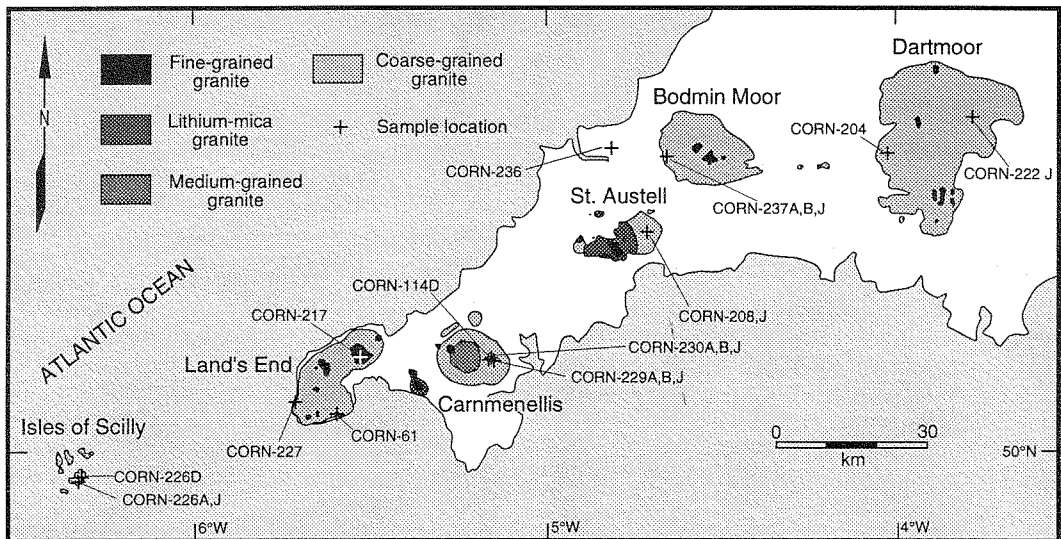 Fine-grained
granite
Coarse-grained
granite
Lithium-mica
granite
+ Sample location
Medium-grained
granite
N
Dartmoor
Bodmin Moor
CORN-204
CORN-236
CORN-222 J
CORN-237A,B,J
St. Austell
ATLANTIC OCEAN
CORN-114D
CORN-217
CORN-208,J
CORN-230A,B,J
Land's End
CORN-229A,B,J
Carnmenellis
Isles of Scilly
CORN-61
CORN-227
0 30
km
50°N
CORN-226D
CORN-226A,J
6°W
5°W
4°W